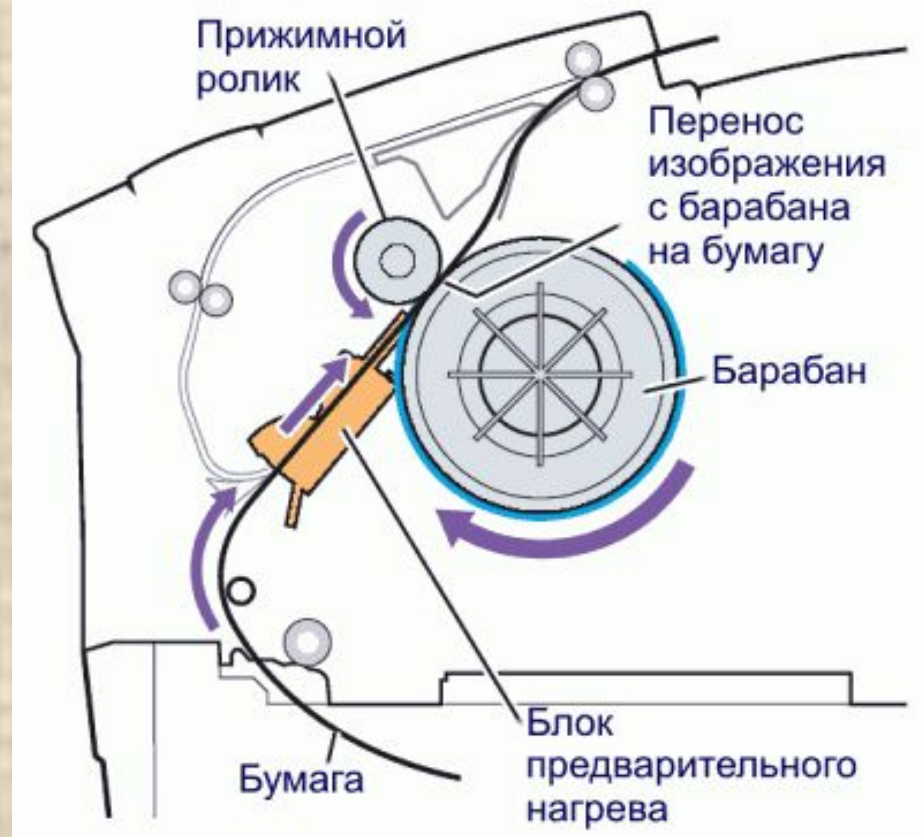 Прижимной
ролик
Перенос
изображения
с барабана
на бумагу
Барабан
Блок
предварительного
нагрева
Бумага